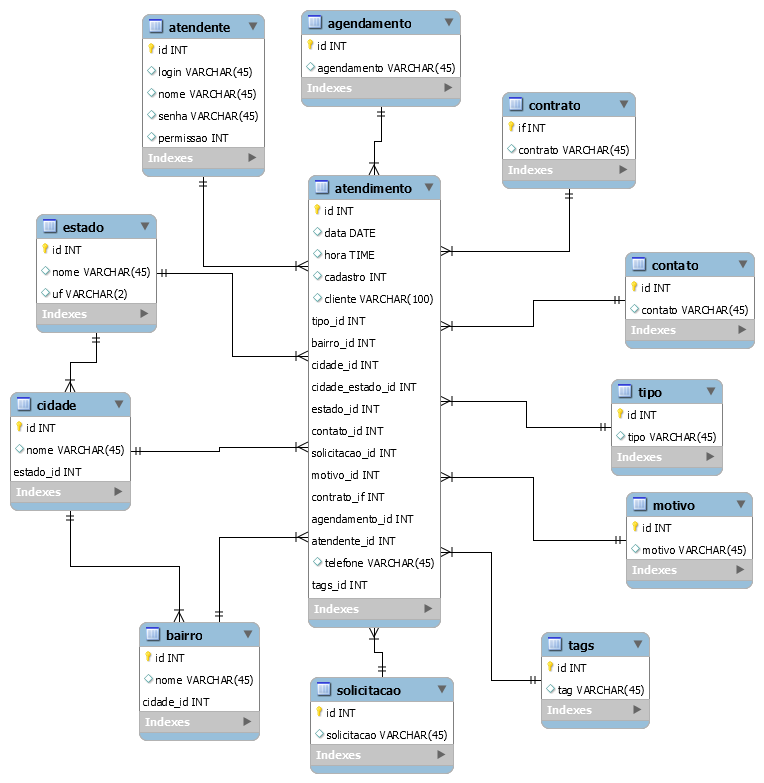 atendente
id INT
login VARCHAR(45)
nome VARCHAR(45)
senha VARCHAR(45)
permissao INT
Indexes
agendamento
id INT
agendamento VARCHAR(45)
Indexes
contrato
if INT
contrato VARCHAR(45)
Indexes
estado
id INT
nome VARCHAR(45)
uf VARCHAR(2)
Indexes
atendimento
id INT
data DATE
hora TIME
cadastro INT
cliente VARCHAR(100)
tipo_id INT
bairro_id INT
cidade_id INT
cidade_estado_id INT
estado_id INT
contato_id INT
solicitacao_id INT
motivo_id INT
contrato_if INT
agendamento_id INT
atendente_id INT
telefone VARCHAR(45)
tags_id INT
Indexes
contato
id INT
contato VARCHAR(45)
Indexes
cidade
id INT
nome VARCHAR(45)
estado_id INT
Indexes
tipo
id INT
tipo VARCHAR(45)
Indexes
motivo
id INT
motivo VARCHAR(45)
Indexes
bairro
id INT
nome VARCHAR(45)
cidade_id INT
Indexes
tags
id INT
tag VARCHAR(45)
Indexes
solicitacao
id INT
solicitacao VARCHAR(45)
Indexes